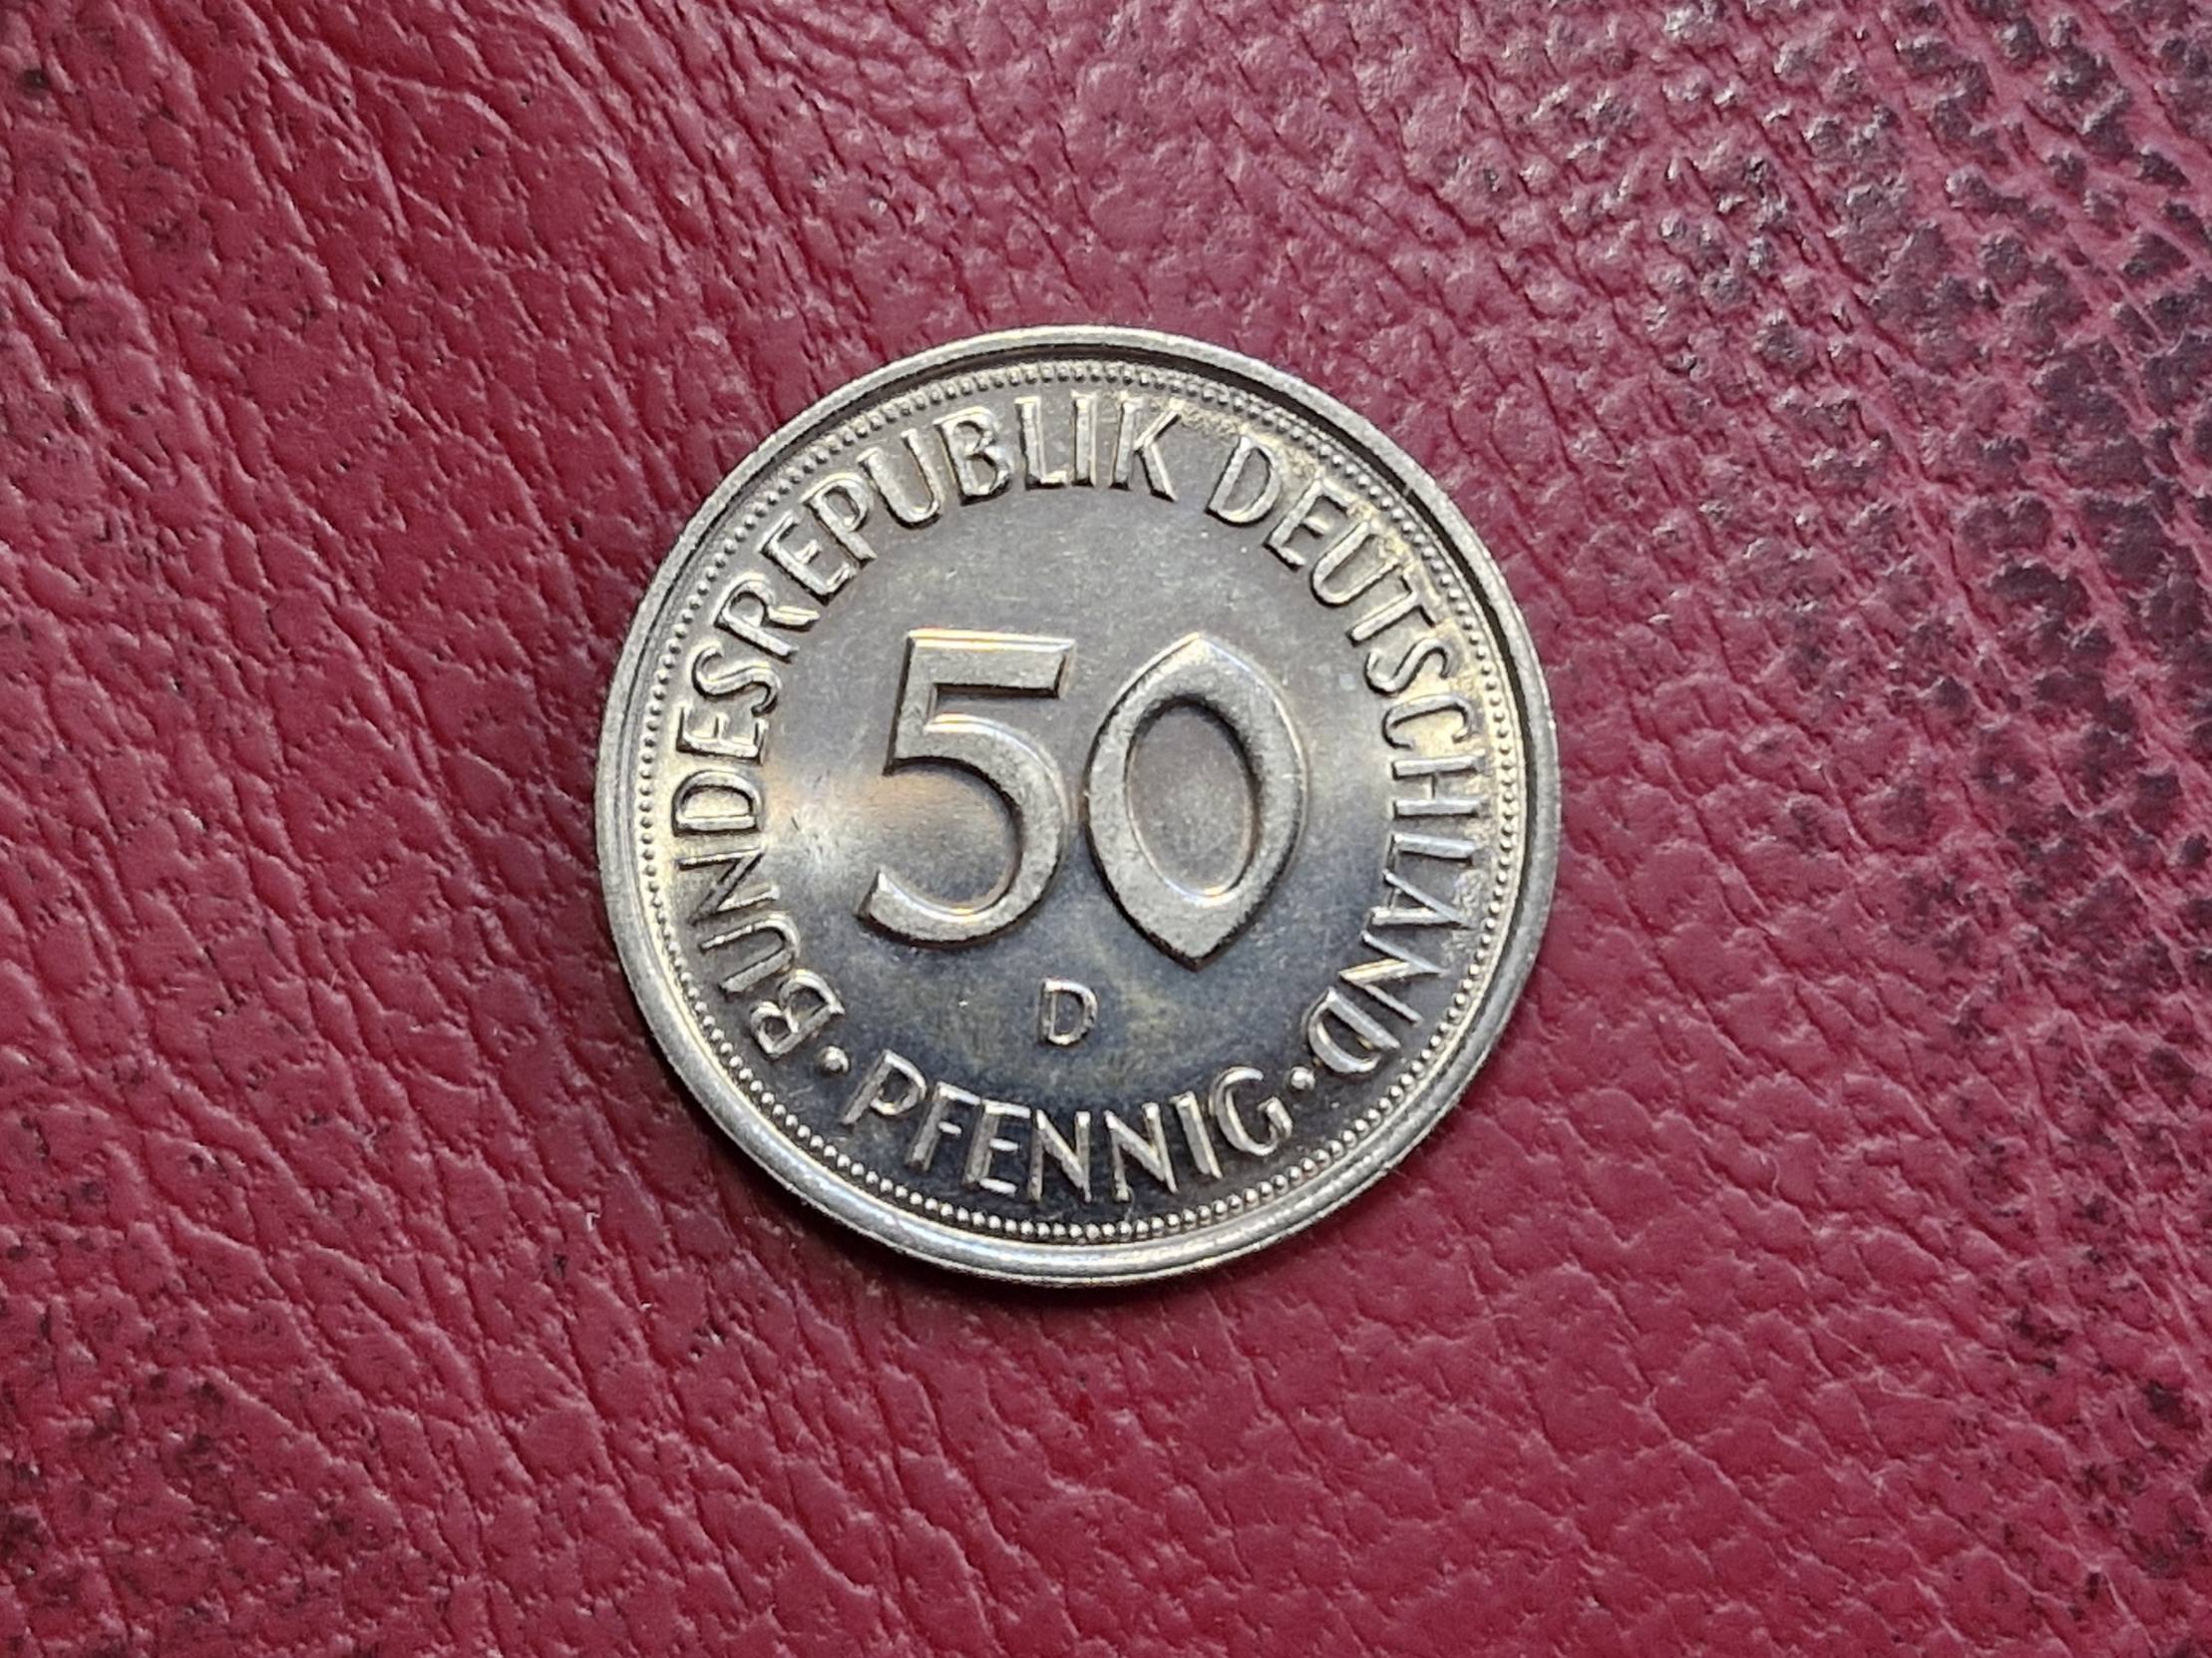 BUNDESREPUBLIK DEUTSCHLAND
50
D
· PFENNIG ·